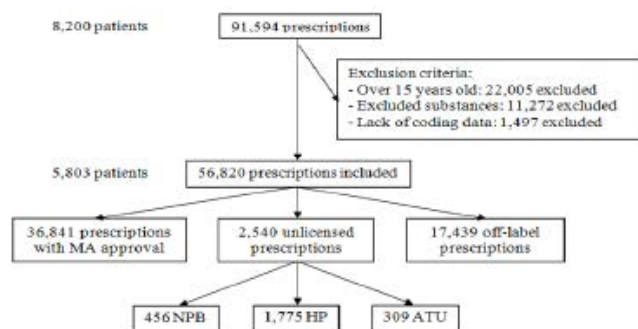 8,200 patients
91,594 prescriptions
Exclusion criteria:
- Over 15 years old: 22,005 excluded
- Excluded substances: 11,272 excluded
- Lack of coding data: 1,497 excluded
5,803 patients
56,820 prescriptions included
36,841 prescriptions
with MA approval
2,540 unlicensed
prescriptions
17,439 off-label
prescriptions
456 NPB
1,775 HP
309 ATU